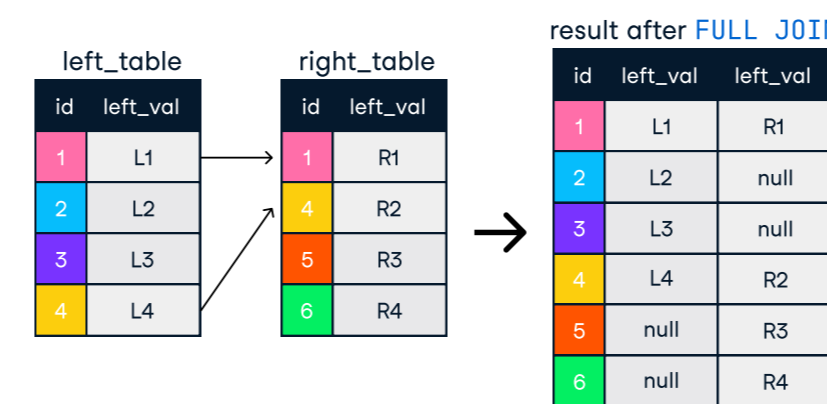 result after FULL JOIN
left_table right_table
id left_val id left_val id left_val left_val
1 L1 1 R1 1 L1 R1
2 L2 4 R2 2 L2 null
3 L3 5 R3 3 L3 null
4 L4 6 R4 4 L4 R2
5 null R3
6 null R4